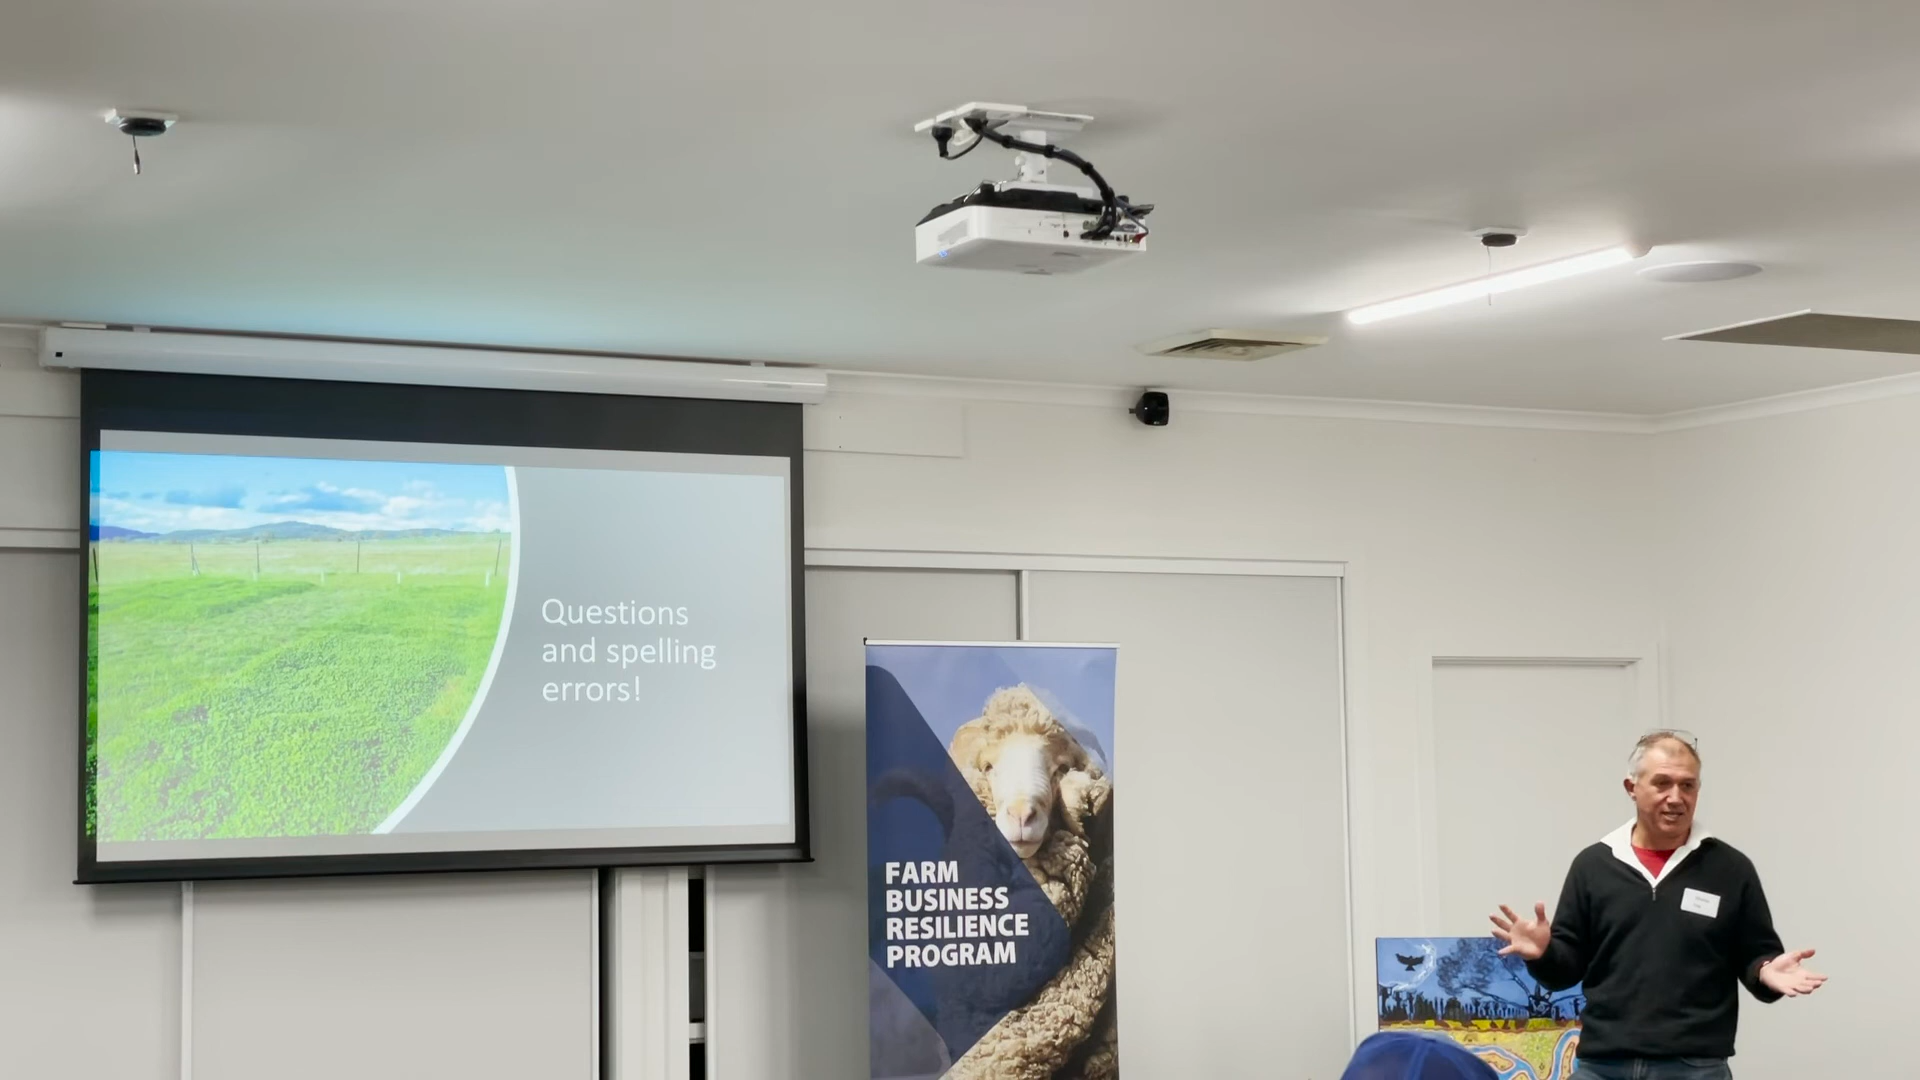 Questions
and spelling
errors!
FARM
BUSINESS
RESILIENCE
PROGRAM